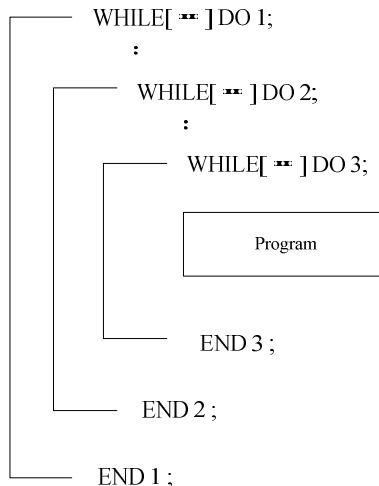 WHILE[ ** ] DO 1;
:
WHILE[ ** ] DO 2;
:
WHILE[ ** ] DO 3;
Program
END 3 ;
END 2 ;
END 1 ;